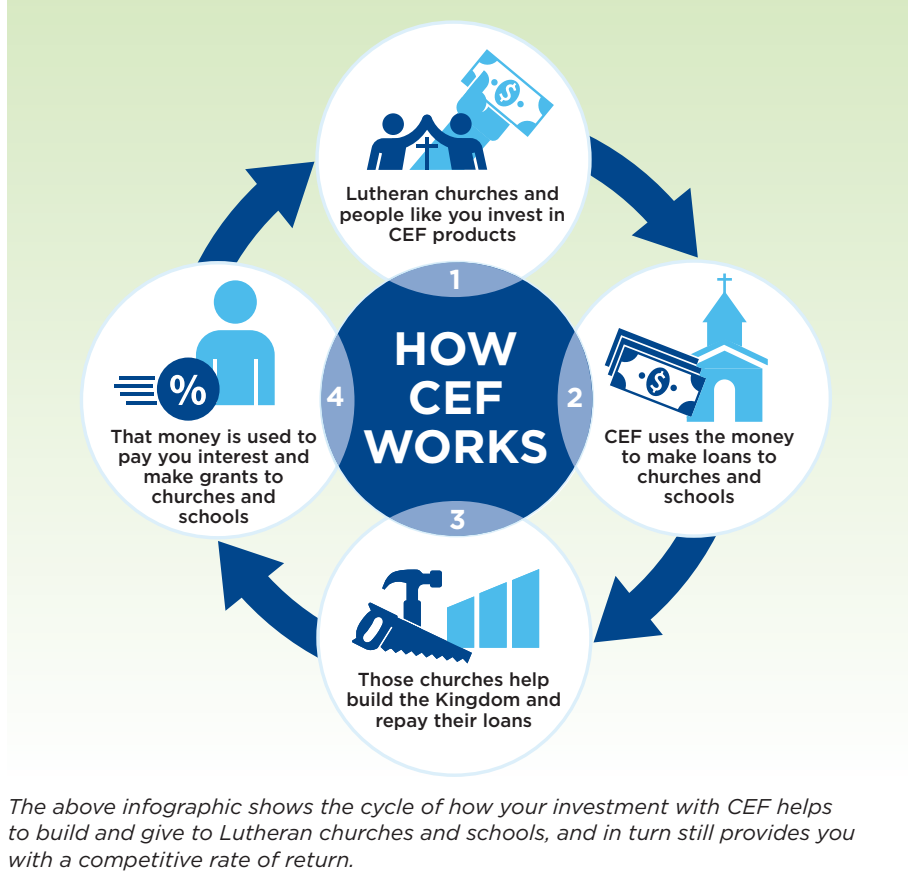 $
Lutheran churches and
people like you invest in
CEF products
1
HOW
CEF
WORKS
2
$
CEF uses the money
to make loans to
churches and
schools
3
Those churches help
build the Kingdom and
repay their loans
4
%
That money is used to
pay you interest and
make grants to
churches and
schools
The above infographic shows the cycle of how your investment with CEF helps
to build and give to Lutheran churches and schools, and in turn still provides you
with a competitive rate of return.